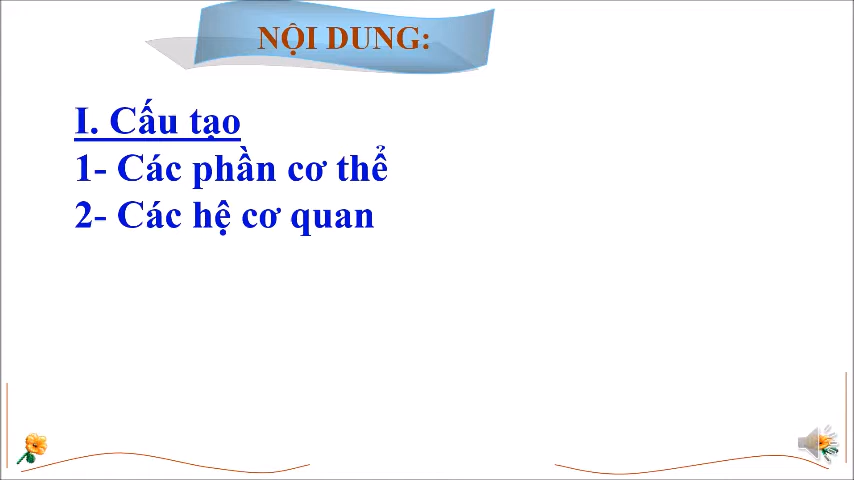 NỘI DUNG:
I. Cấu tạo
1- Các phần cơ thể
2- Các hệ cơ quan